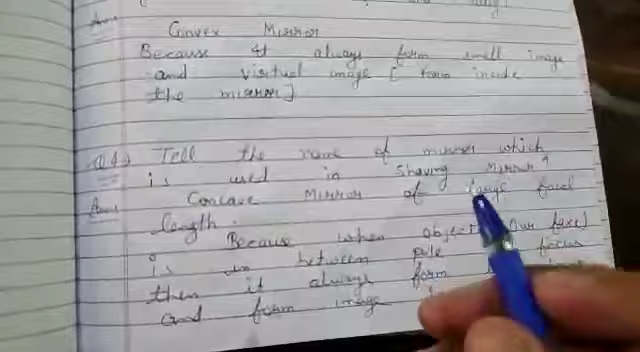 Ans
Convex Mirror
Because It always form small image
and virtual image [ form inside
the mirror]
Q4) Tell the name of mirror which
is used in shaving mirror?
Ans Concave Mirror of large focal
length.
Because when object (Our face)
is in between pole focus
then it always form
and form image